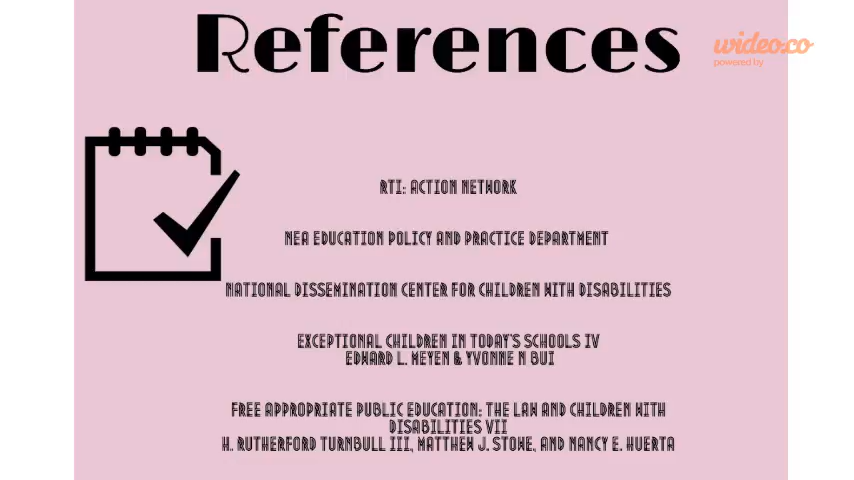 References
wideo.co
powered by
RTI: ACTION NETWORK
NEA EDUCATION POLICY AND PRACTICE DEPARTMENT
NATIONAL DISSEMINATION CENTER FOR CHILDREN WITH DISABILITIES
EXCEPTIONAL CHILDREN IN TODAY'S SCHOOLS IV
EDWARD L. MEYEN & YVONNE N BUI
FREE APPROPRIATE PUBLIC EDUCATION: THE LAW AND CHILDREN WITH
DISABILITIES VII
H. RUTHERFORD TURNBULL III, MATTHEW J. STOWE, AND NANCY E. HUERTA